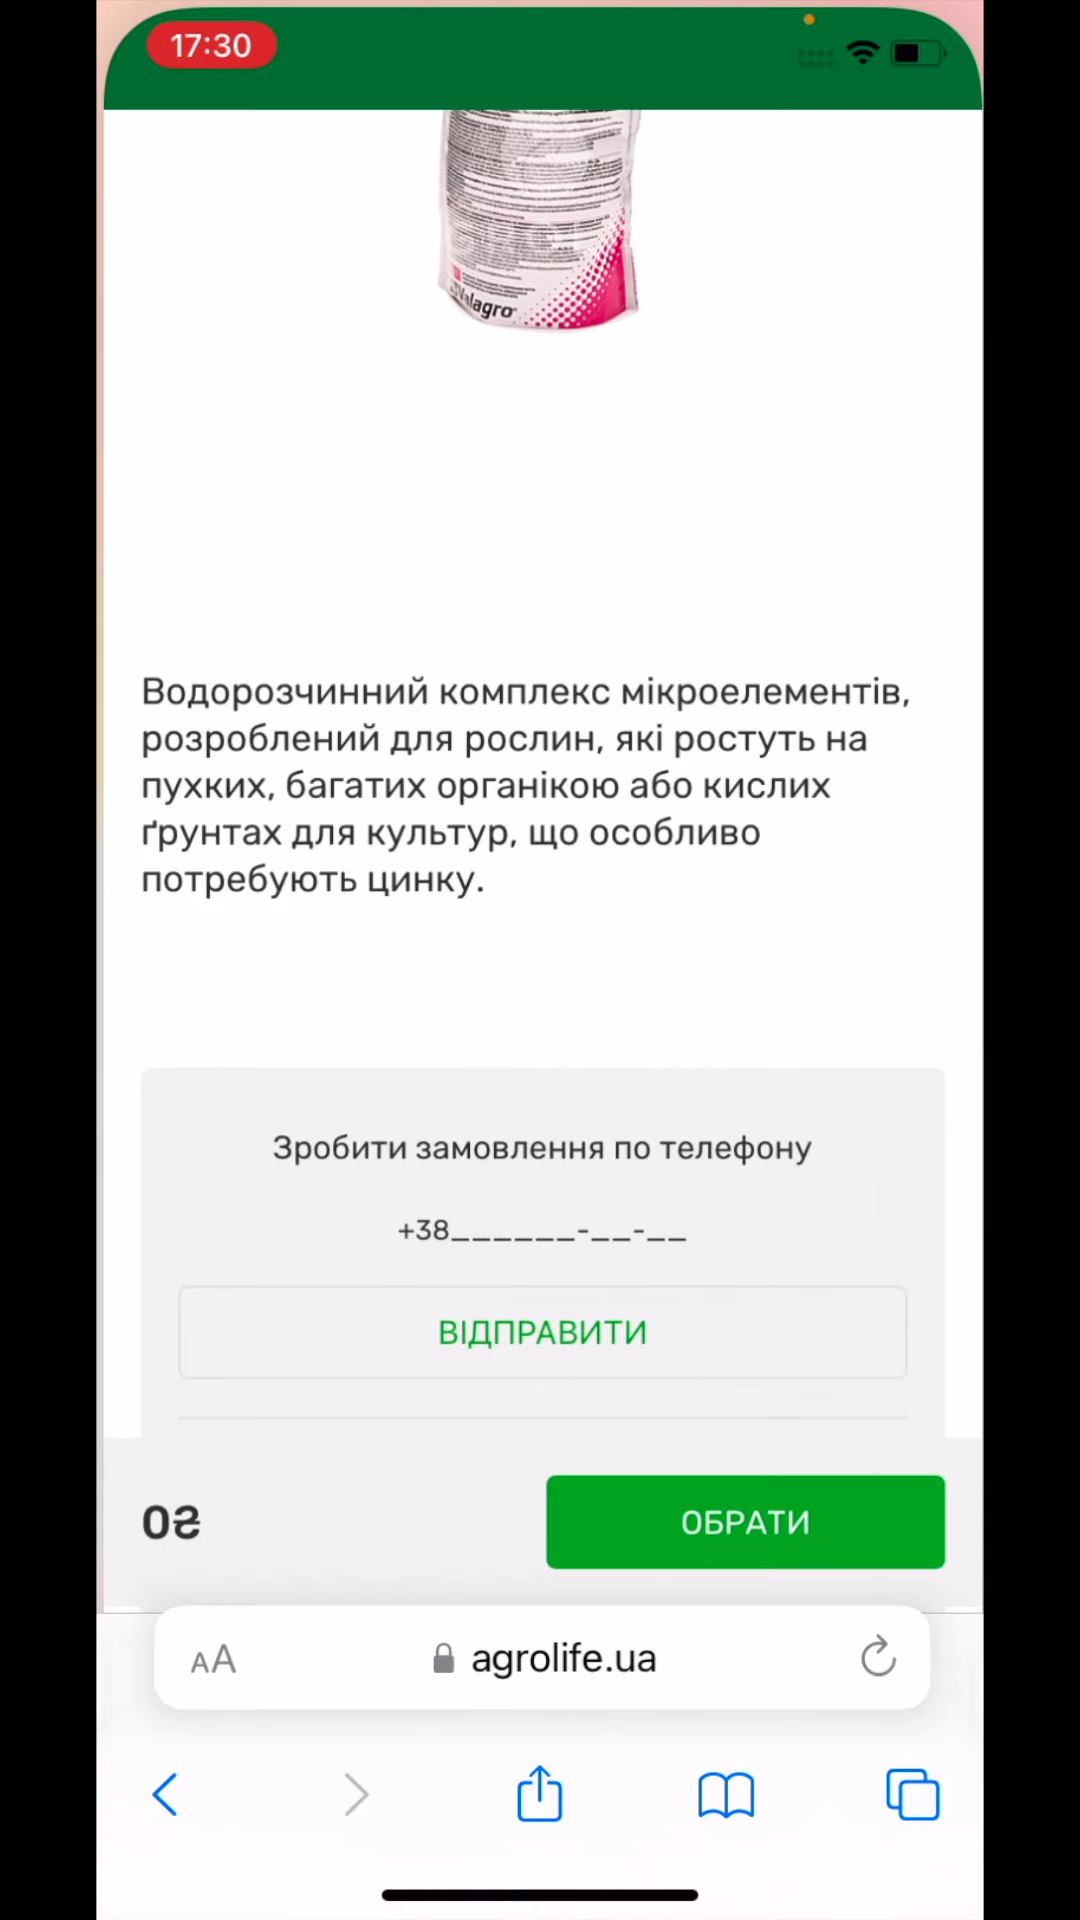 17:30
Valagro
Водорозчинний комплекс мікроелементів,
розроблений для рослин, які ростуть на
пухких, багатих органікою або кислих
ґрунтах для культур, що особливо
потребують цинку.
Зробити замовлення по телефону
+38______-__-__
ВІДПРАВИТИ
0₴
ОБРАТИ
AA
agrolife.ua